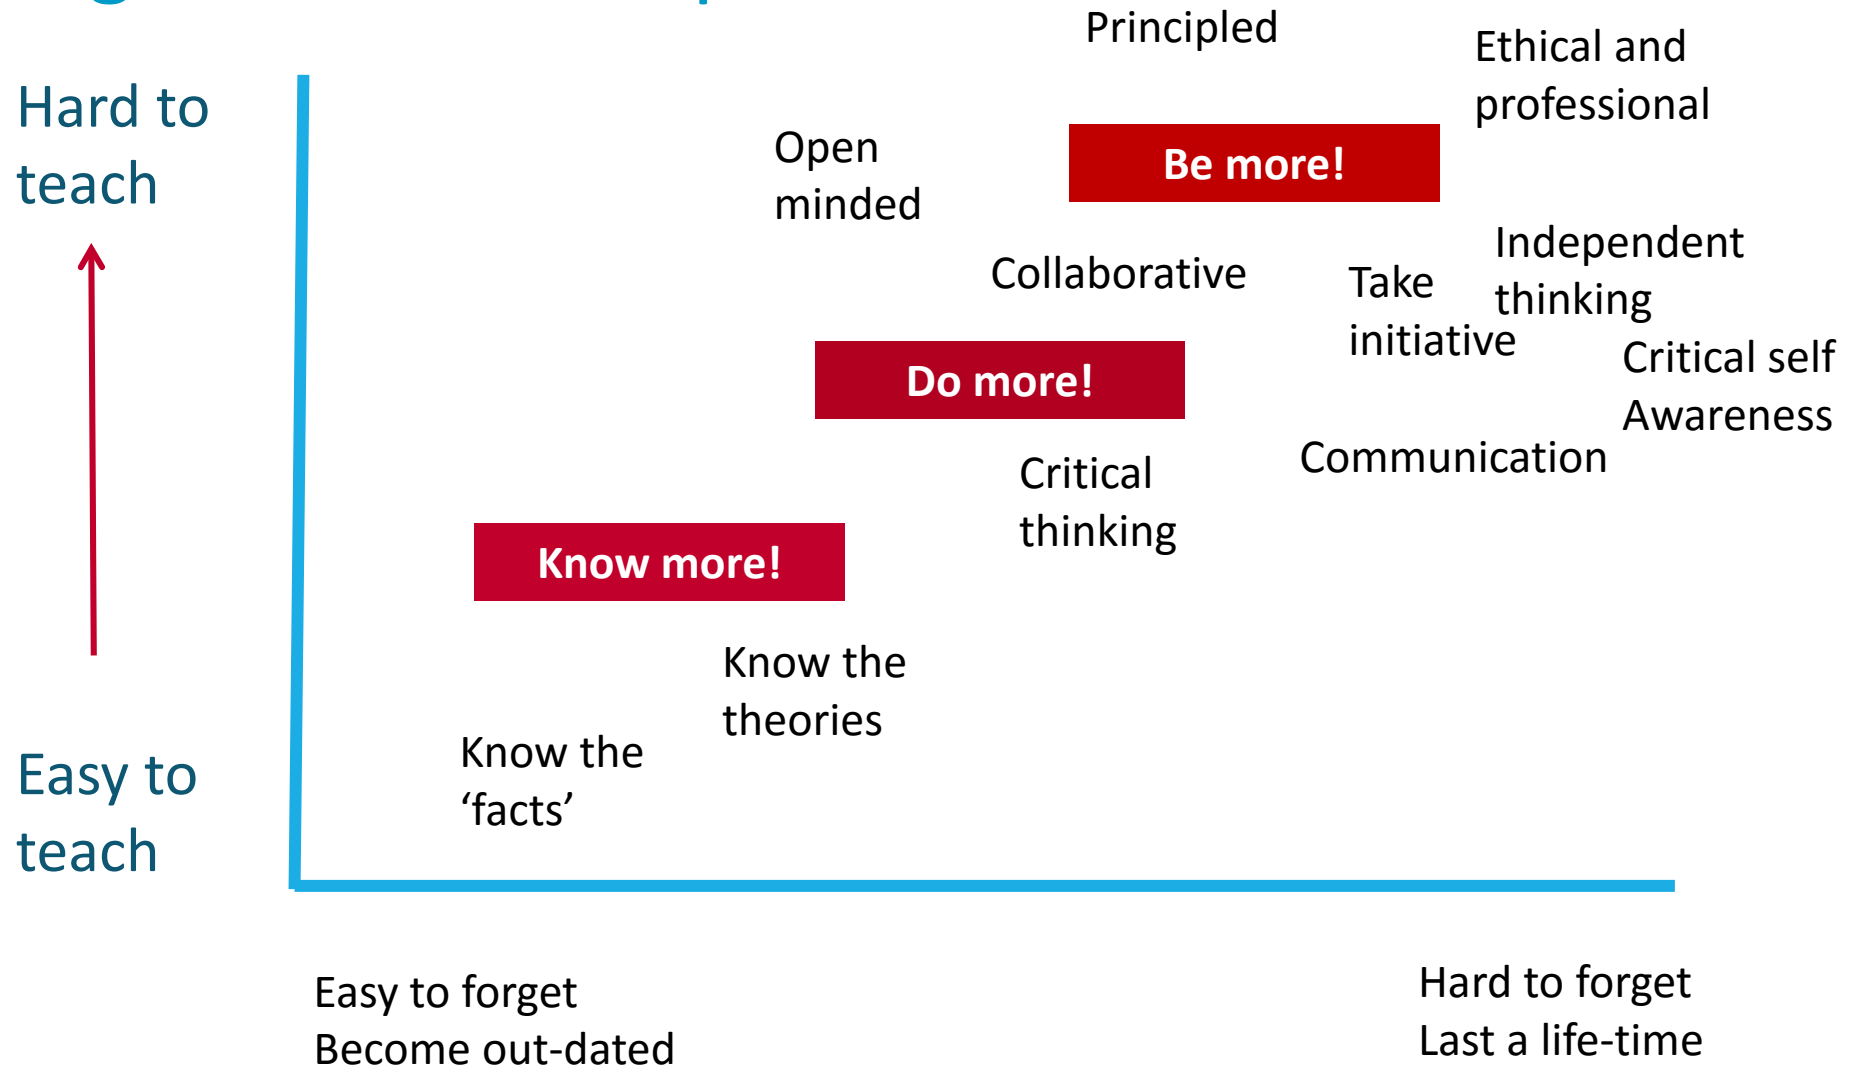 Principled
Ethical and
professional
Hard to
teach
Open
minded
Be more!
Independent
thinking
Collaborative
Take
initiative
Critical self
Awareness
Do more!
Communication
Critical
thinking
Know more!
Know the
theories
Know the
‘facts’
Easy to
teach
Easy to forget
Become out-dated
Hard to forget
Last a life-time